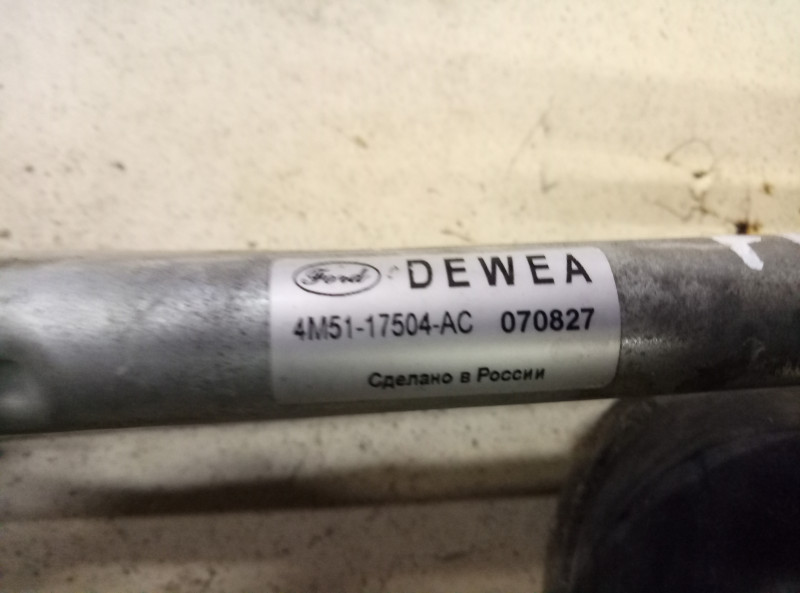 Ford DEWEA
4M51-17504-AC 070827
Сделано в России